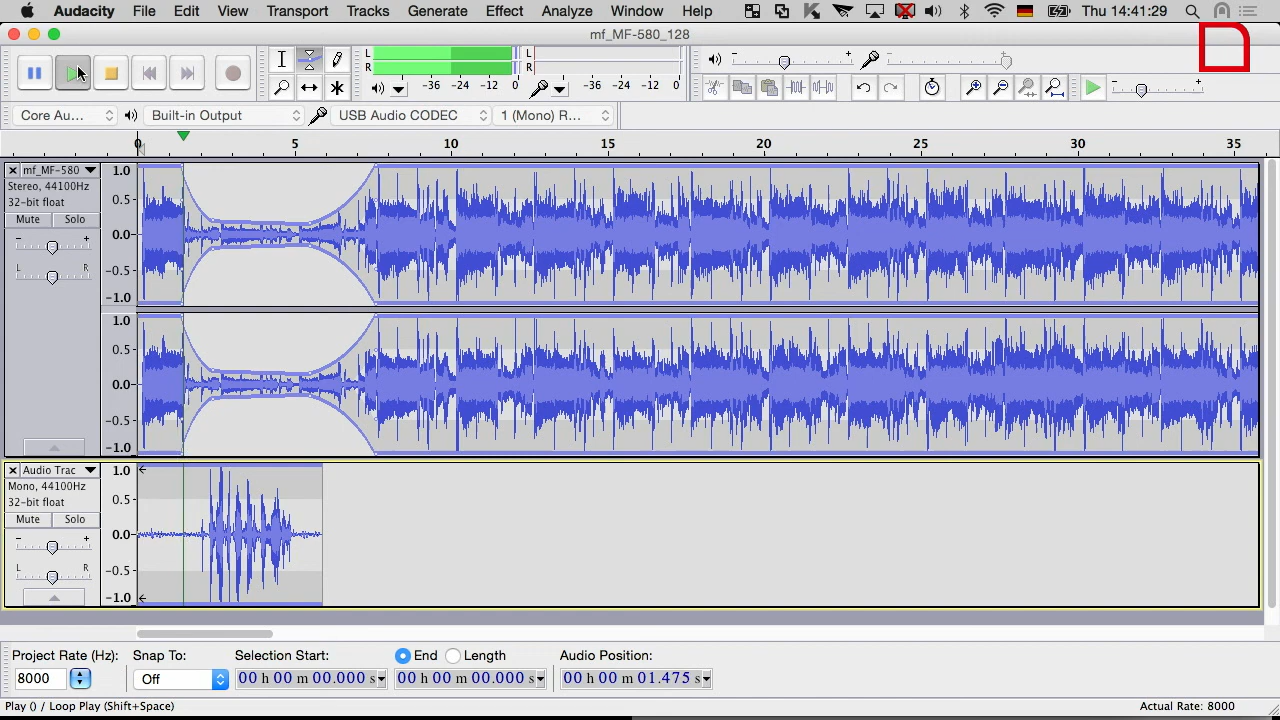 Audacity File Edit View Transport Tracks Generate Effect Analyze Window Help Thu 14:41:29
mf_MF-580_128
L
R
-36 -24 -12 0
L
R
-36 -24 -12 0
- +
- +
- +
Core Au... Built-in Output USB Audio CODEC 1 (Mono) R...
0 5 10 15 20 25 30 35
mf_MF-580
Stereo, 44100Hz
32-bit float
Mute Solo
- +
L R
1.0
0.5
0.0
-0.5
-1.0
1.0
0.5
0.0
-0.5
-1.0
Audio Trac
Mono, 44100Hz
32-bit float
Mute Solo
- +
L R
1.0
0.5
0.0
-0.5
-1.0
Project Rate (Hz): Snap To: Selection Start: End Length Audio Position:
8000 Off 00 h 00 m 00.000 s 00 h 00 m 00.000 s 00 h 00 m 01.475 s
Play () / Loop Play (Shift+Space) Actual Rate: 8000